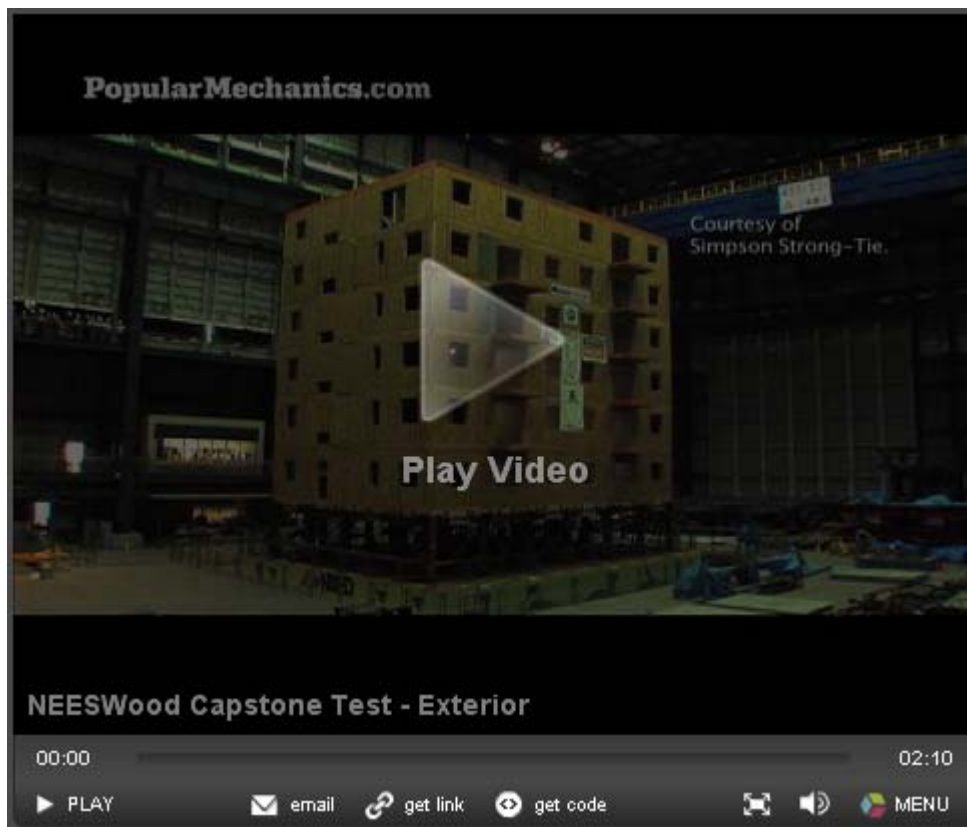 PopularMechanics.com
Courtesy of
Simpson Strong-Tie.
Play Video
NEESWood Capstone Test - Exterior
00:00
02:10
PLAY
email
get link
get code
MENU